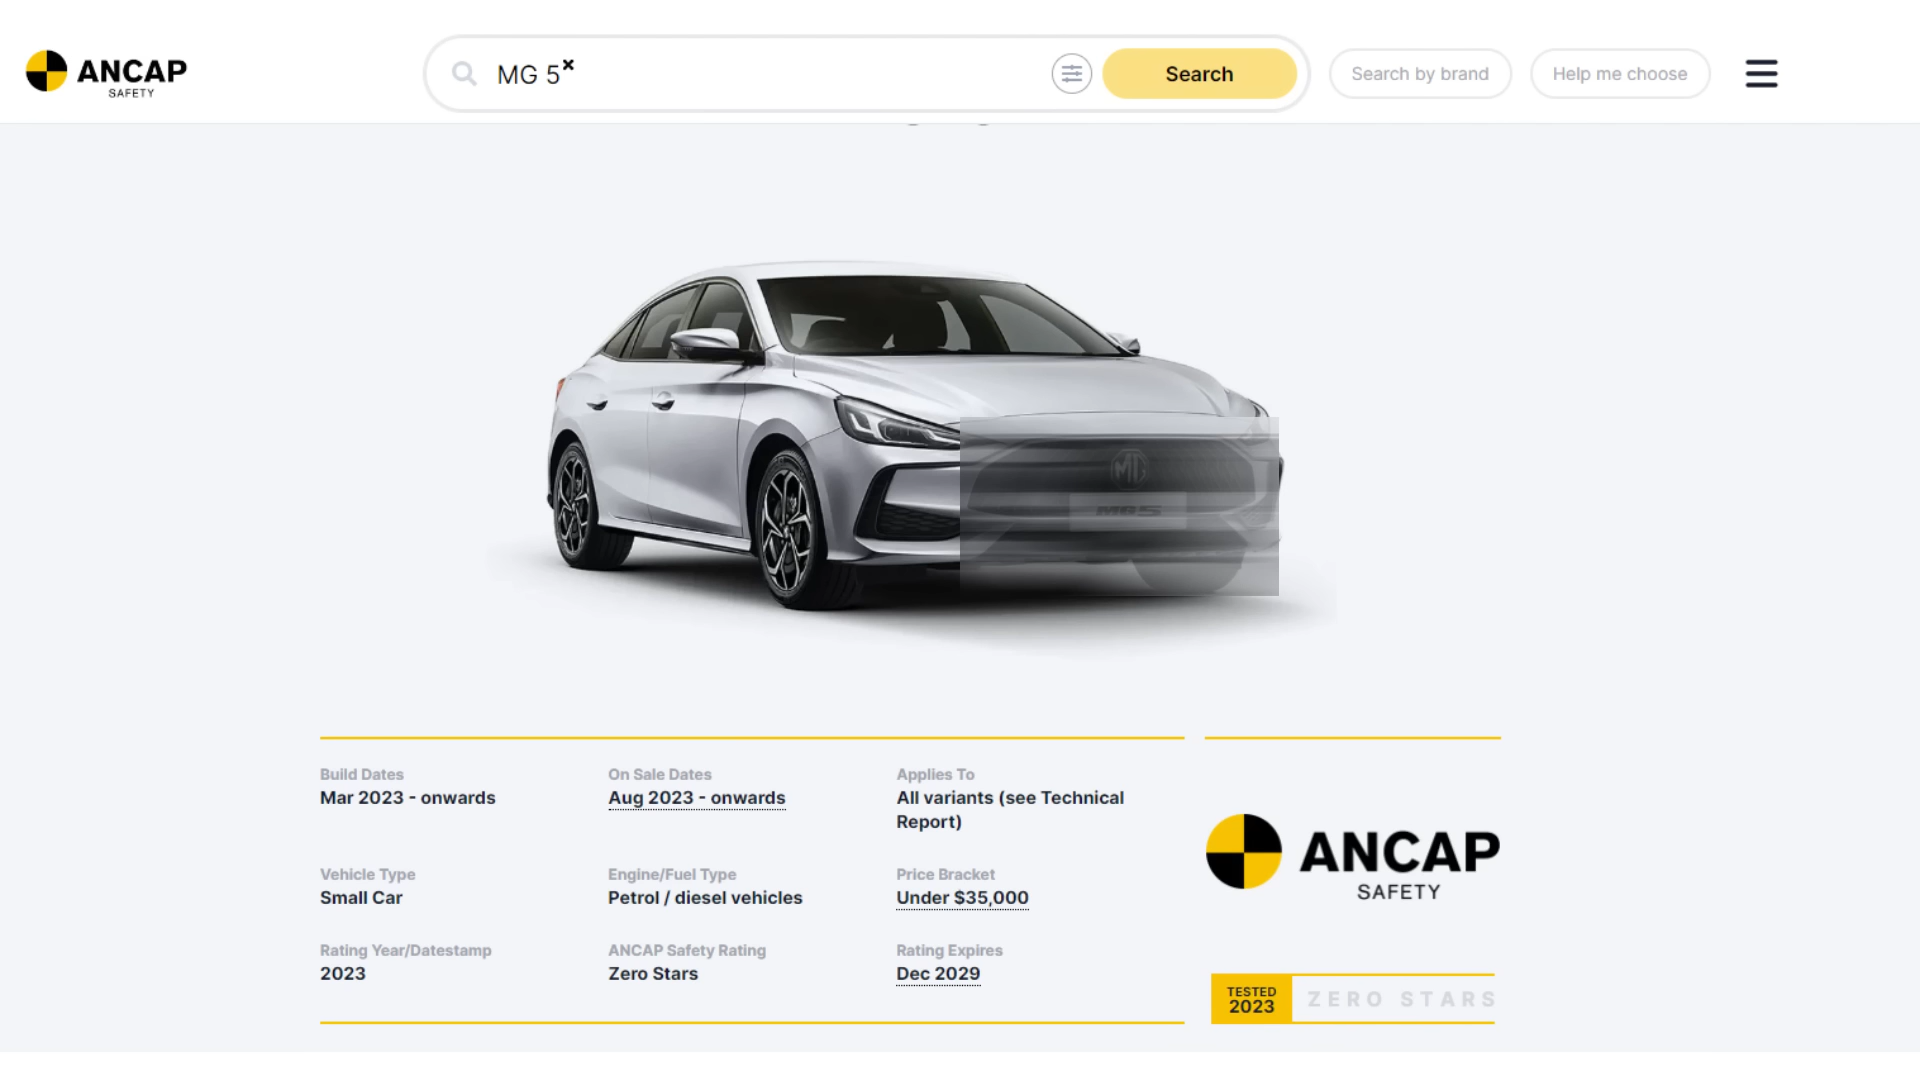 ANCAP
SAFETY
MG 5
Search
Search by brand
Help me choose
MG
MG5
Build Dates
Mar 2023 - onwards
On Sale Dates
Aug 2023 - onwards
Applies To
All variants (see Technical
Report)
Vehicle Type
Small Car
Engine/Fuel Type
Petrol / diesel vehicles
Price Bracket
Under $35,000
Rating Year/Datestamp
2023
ANCAP Safety Rating
Zero Stars
Rating Expires
Dec 2029
ANCAP
SAFETY
TESTED
2023
ZERO STARS